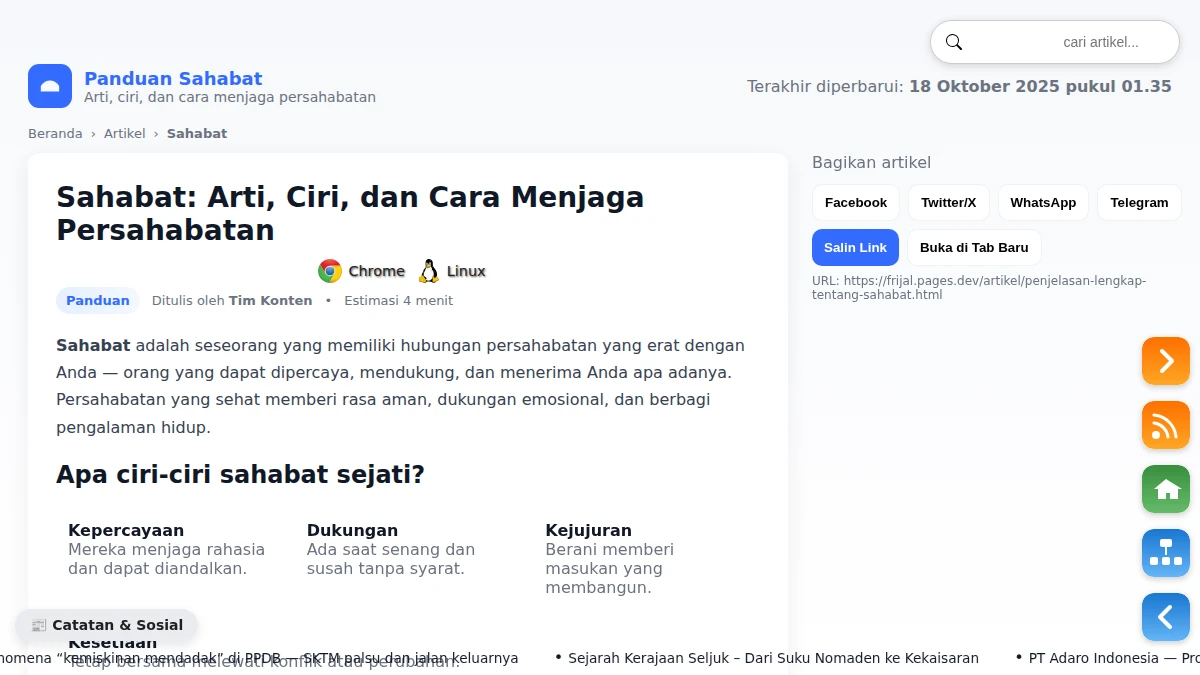 cari artikel...
Panduan Sahabat
Arti, ciri, dan cara menjaga persahabatan
Terakhir diperbarui: 18 Oktober 2025 pukul 01.35
Beranda › Artikel › Sahabat
Sahabat: Arti, Ciri, dan Cara Menjaga
Persahabatan
Chrome Linux
Panduan Ditulis oleh Tim Konten • Estimasi 4 menit
Sahabat adalah seseorang yang memiliki hubungan persahabatan yang erat dengan
Anda — orang yang dapat dipercaya, mendukung, dan menerima Anda apa adanya.
Persahabatan yang sehat memberi rasa aman, dukungan emosional, dan berbagi
pengalaman hidup.
Apa ciri-ciri sahabat sejati?
Kepercayaan
Mereka menjaga rahasia
dan dapat diandalkan.
Dukungan
Ada saat senang dan
susah tanpa syarat.
Kejujuran
Berani memberi
masukan yang
membangun.
Kesetiaan
Tetap bersama melewati konflik atau perubahan.
Bagikan artikel
Facebook
Twitter/X
WhatsApp
Telegram
Salin Link
Buka di Tab Baru
URL: https://frijal.pages.dev/artikel/penjelasan-lengkap-
tentang-sahabat.html
📰 Catatan & Sosial
nomena “kemiskinan mendadak” di PPDB — SKTM palsu dan jalan keluarnya • Sejarah Kerajaan Seljuk – Dari Suku Nomaden ke Kekaisaran • PT Adaro Indonesia — Pro